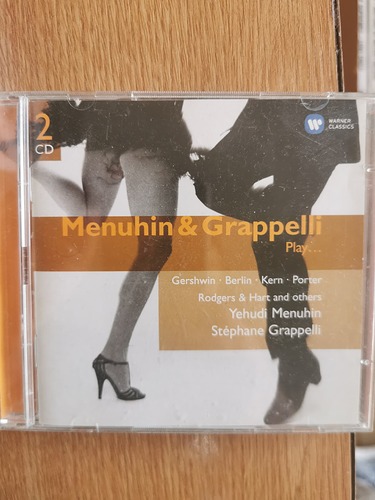 2
CD
WARNER
CLASSICS
Menuhin & Grappelli
Play...
Gershwin · Berlin · Kern · Porter
Rodgers & Hart and others
Yehudi Menuhin
Stéphane Grappelli